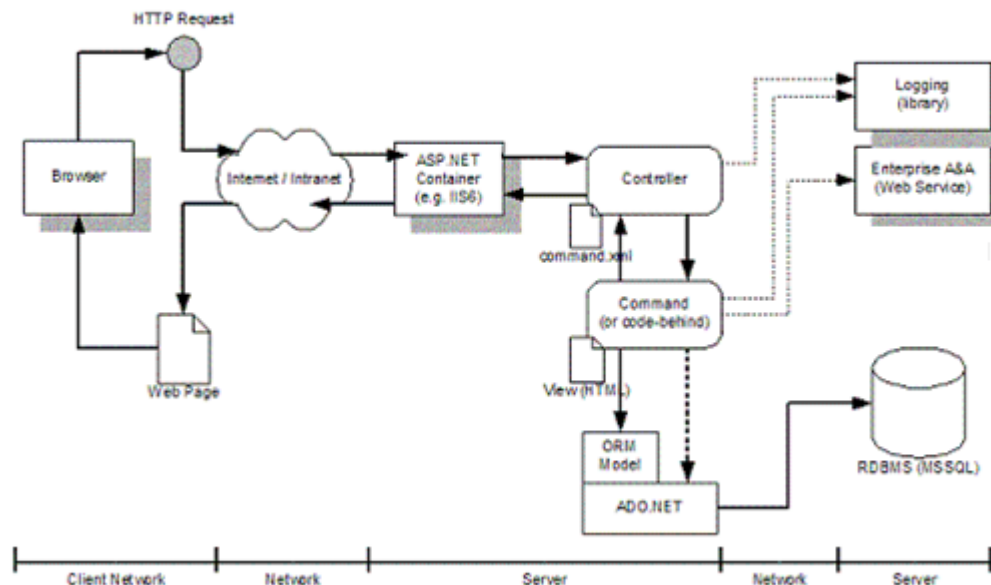 HTTP Request
Browser
Internet / Intranet
ASP.NET
Container
(e.g. IIS6)
Controller
Logging
(library)
Enterprise A&A
(Web Service)
command.xml
Command
(or code-behind)
View (HTML)
Web Page
ORM
Model
ADO.NET
RDBMS (MSSQL)
Client Network
Network
Server
Network
Server